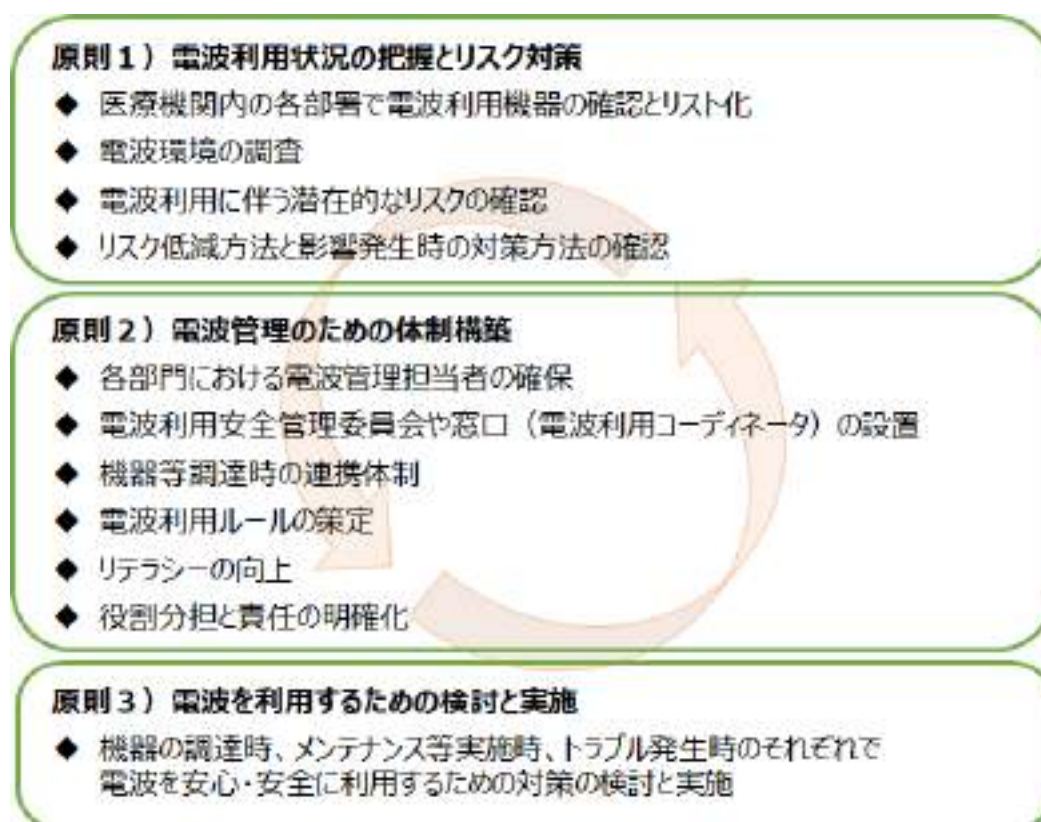 原則１）電波利用状況の把握とリスク対策
◆ 医療機関内の各部署で電波利用機器の確認とリスト化
◆ 電波環境の調査
◆ 電波利用に伴う潜在的なリスクの確認
◆ リスク低減方法と影響発生時の対策方法の確認
原則２）電波管理のための体制構築
◆ 各部門における電波管理担当者の確保
◆ 電波利用安全管理委員会や窓口（電波利用コーディネータ）の設置
◆ 機器等調達時の連携体制
◆ 電波利用ルールの策定
◆ リテラシーの向上
◆ 役割分担と責任の明確化
原則３）電波を利用するための検討と実施
◆ 機器の調達時、メンテナンス等実施時、トラブル発生時のそれぞれで
電波を安心・安全に利用するための対策の検討と実施